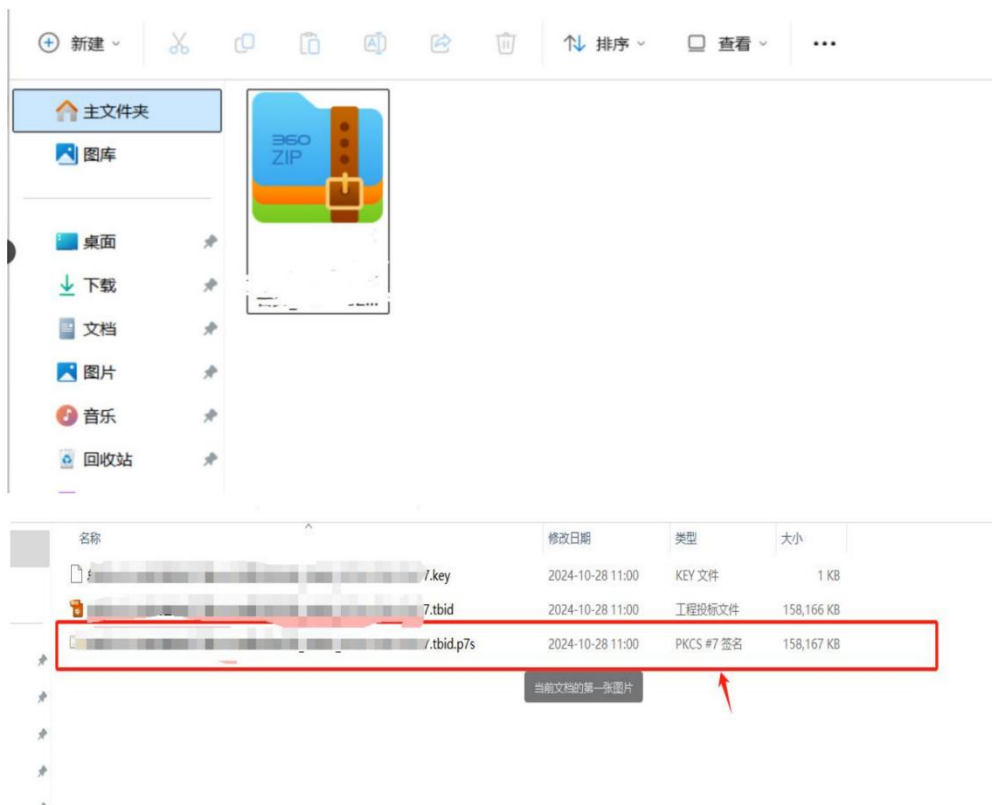 新建 排序 查看 ...
主文件夹
图库
360
ZIP
桌面
下载
文档
图片
音乐
回收站
名称 修改日期 类型 大小
7.key 2024-10-28 11:00 KEY 文件 1 KB
7.tbid 2024-10-28 11:00 工程投标文件 158,166 KB
.tbid.p7s 2024-10-28 11:00 PKCS #7 签名 158,167 KB
当前文档的第一张图片